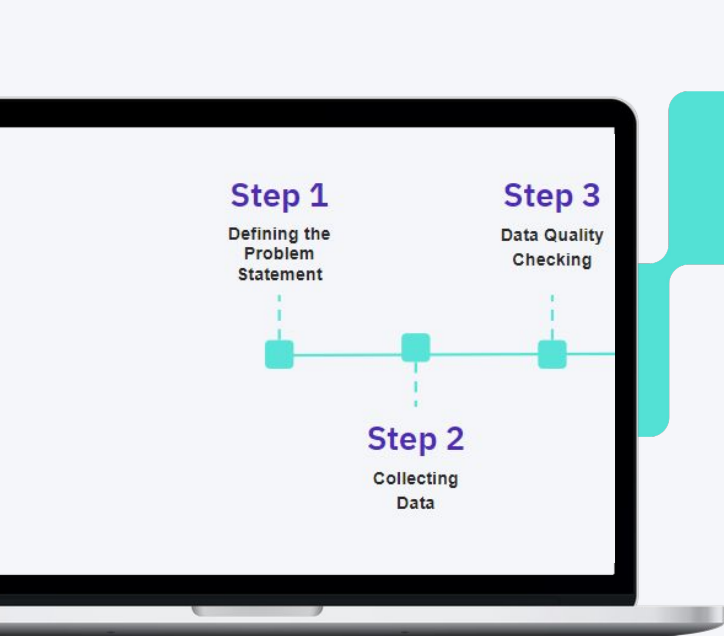 Step 1
Defining the
Problem
Statement
Step 2
Collecting
Data
Step 3
Data Quality
Checking